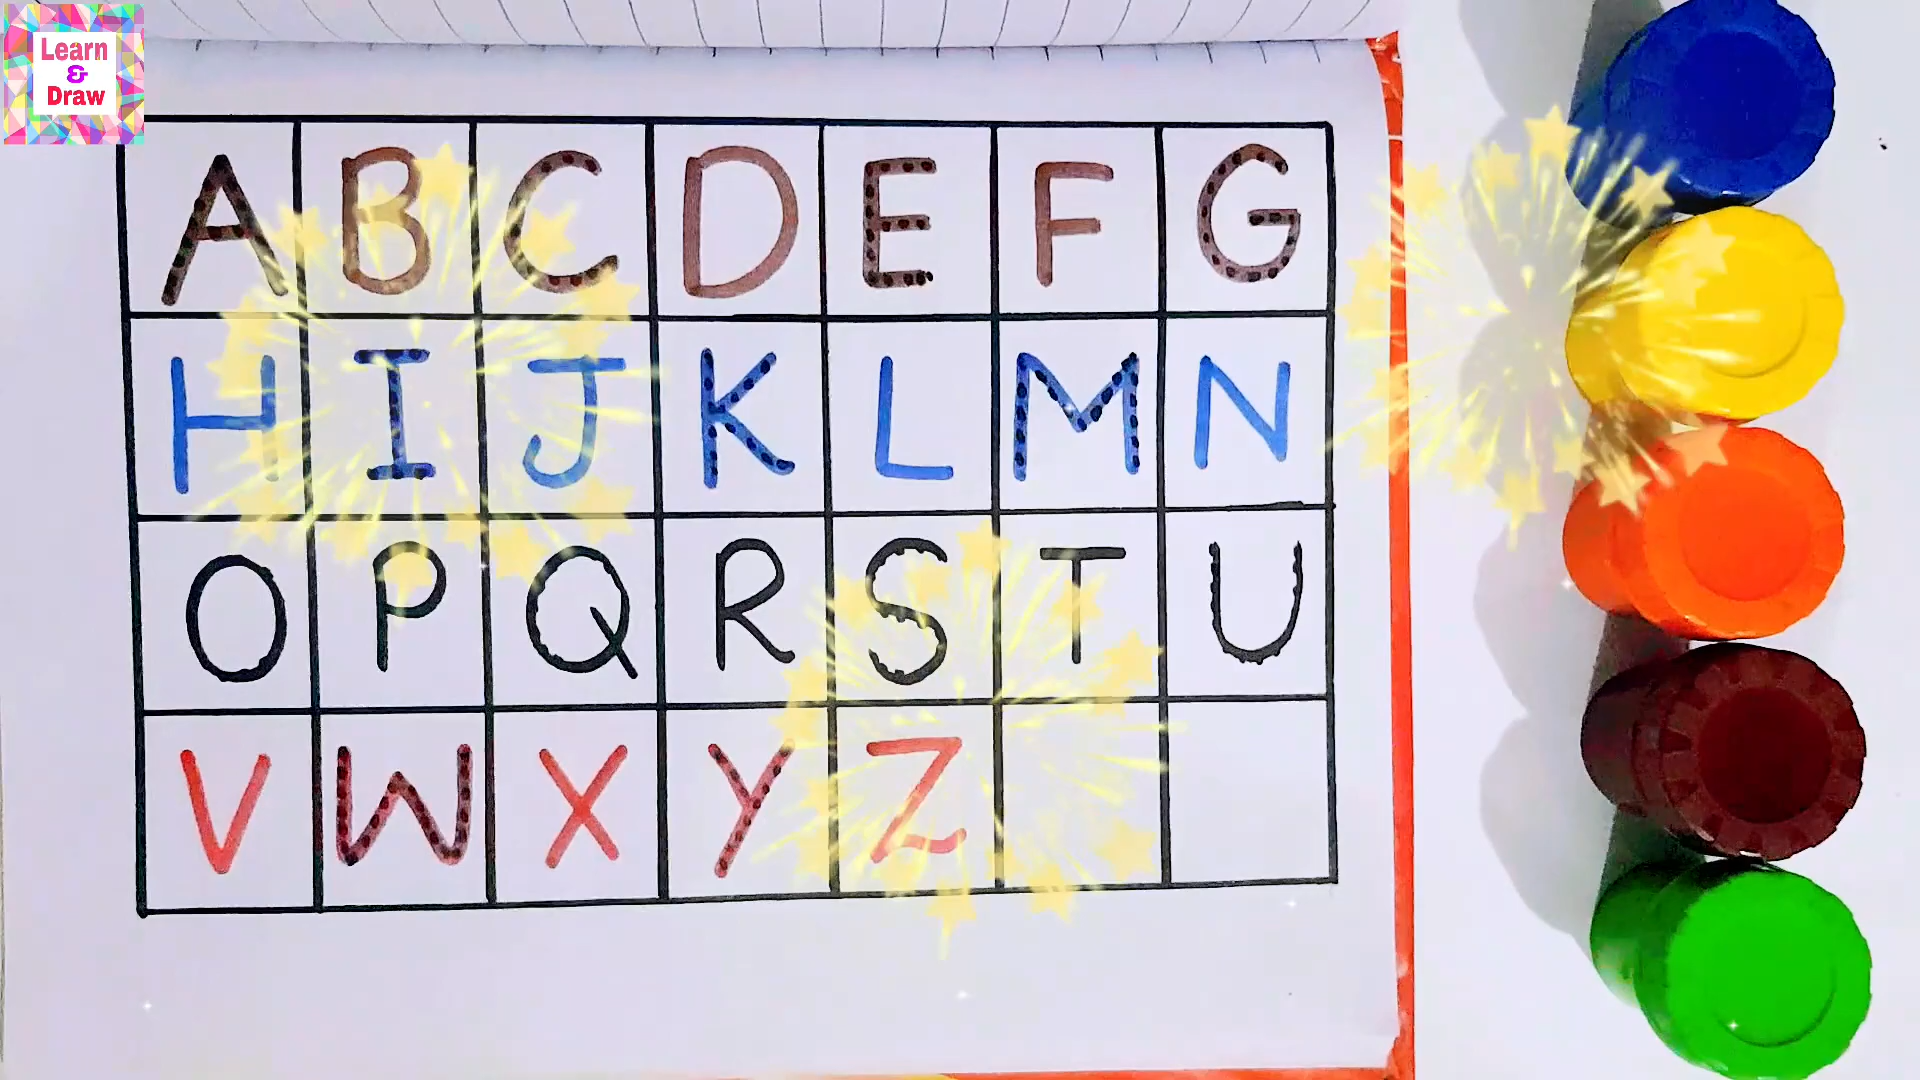 Learn
&
Draw
A B C D E F G
H I J K L M N
O P Q R S T U
V W X Y Z